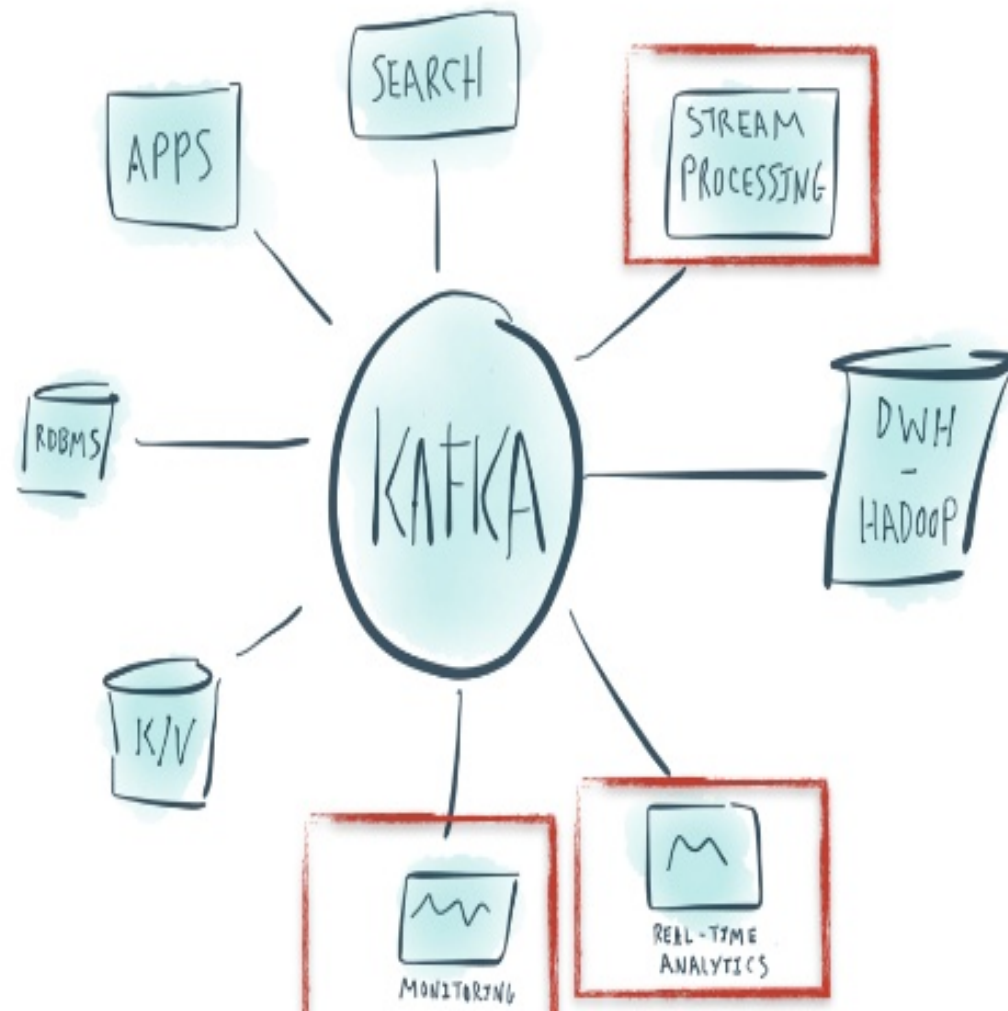 SEARCH
APPS
STREAM
PROCESSING
RDBMS
KAFKA
DWH
-
HADOOP
K/V
MONITORING
REAL-TIME
ANALYTICS